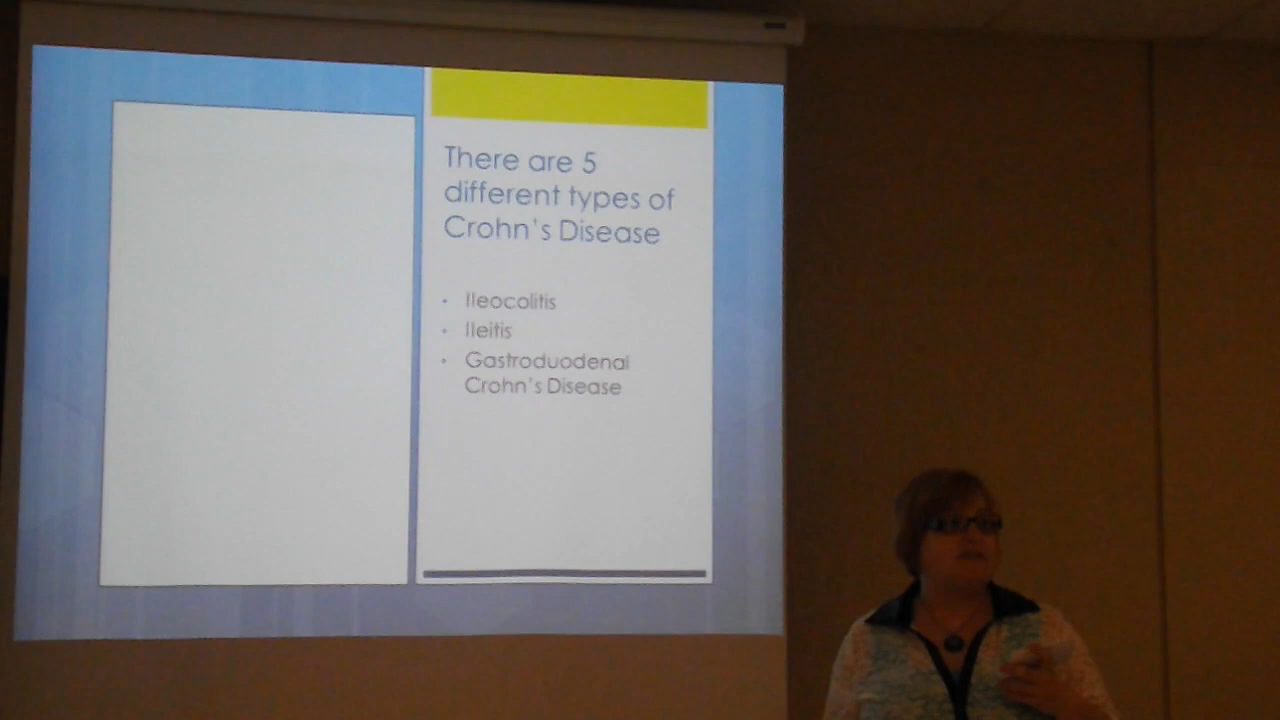 There are 5
different types of
Crohn's Disease
• Ileocolitis
• Ileitis
• Gastroduodenal
Crohn's Disease